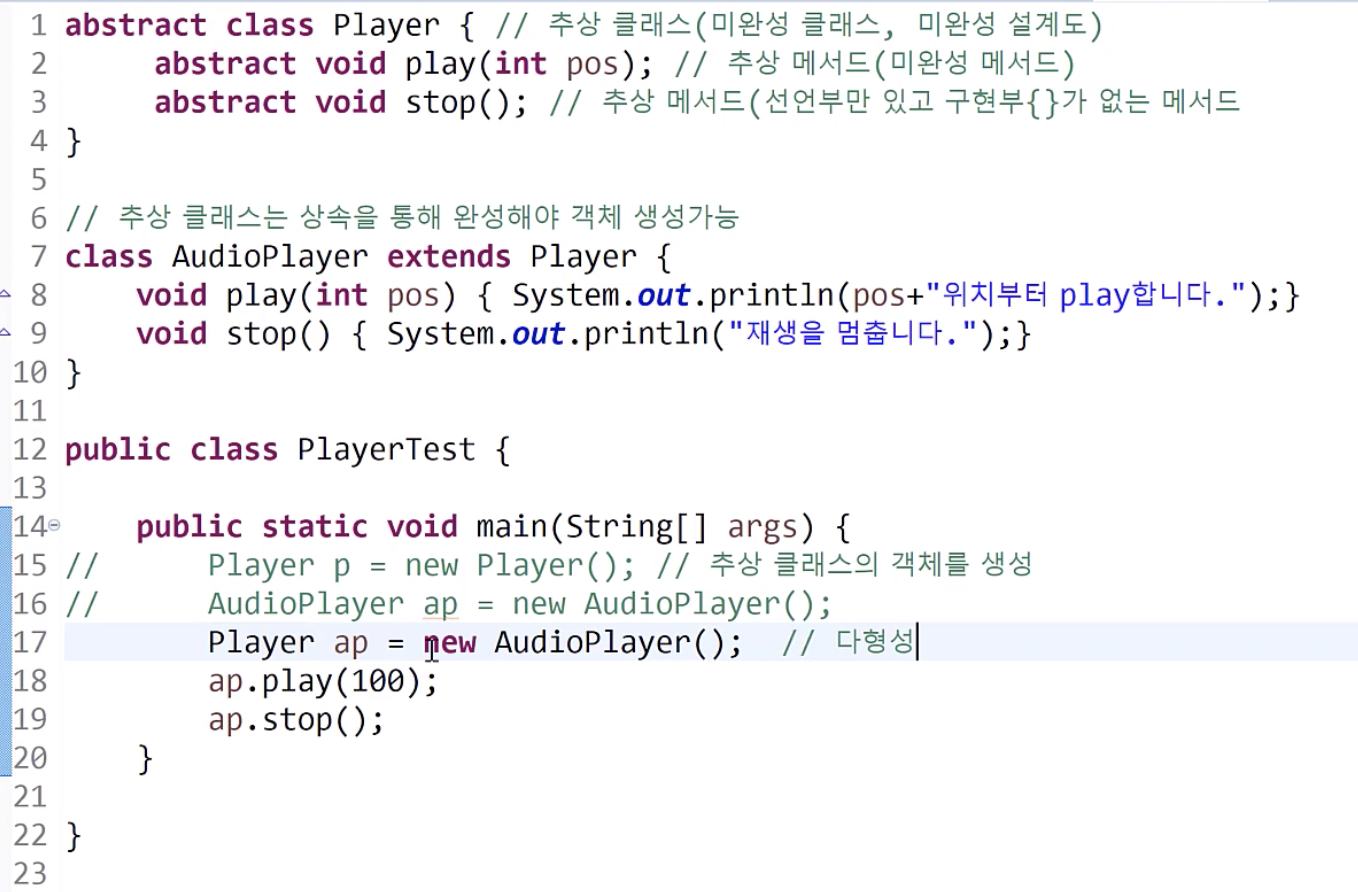 1 abstract class Player { // 추상 클래스(미완성 클래스, 미완성 설계도)
2 abstract void play(int pos); // 추상 메서드(미완성 메서드)
3 abstract void stop(); // 추상 메서드(선언부만 있고 구현부{}가 없는 메서드
4 }
5
6 // 추상 클래스는 상속을 통해 완성해야 객체 생성가능
7 class AudioPlayer extends Player {
8 void play(int pos) { System.out.println(pos+"위치부터 play합니다.");}
9 void stop() { System.out.println("재생을 멈춥니다.");}
10 }
11
12 public class PlayerTest {
13
14 public static void main(String[] args) {
15 // Player p = new Player(); // 추상 클래스의 객체를 생성
16 // AudioPlayer ap = new AudioPlayer();
17 Player ap = new AudioPlayer(); // 다형성
18 ap.play(100);
19 ap.stop();
20 }
21
22 }
23